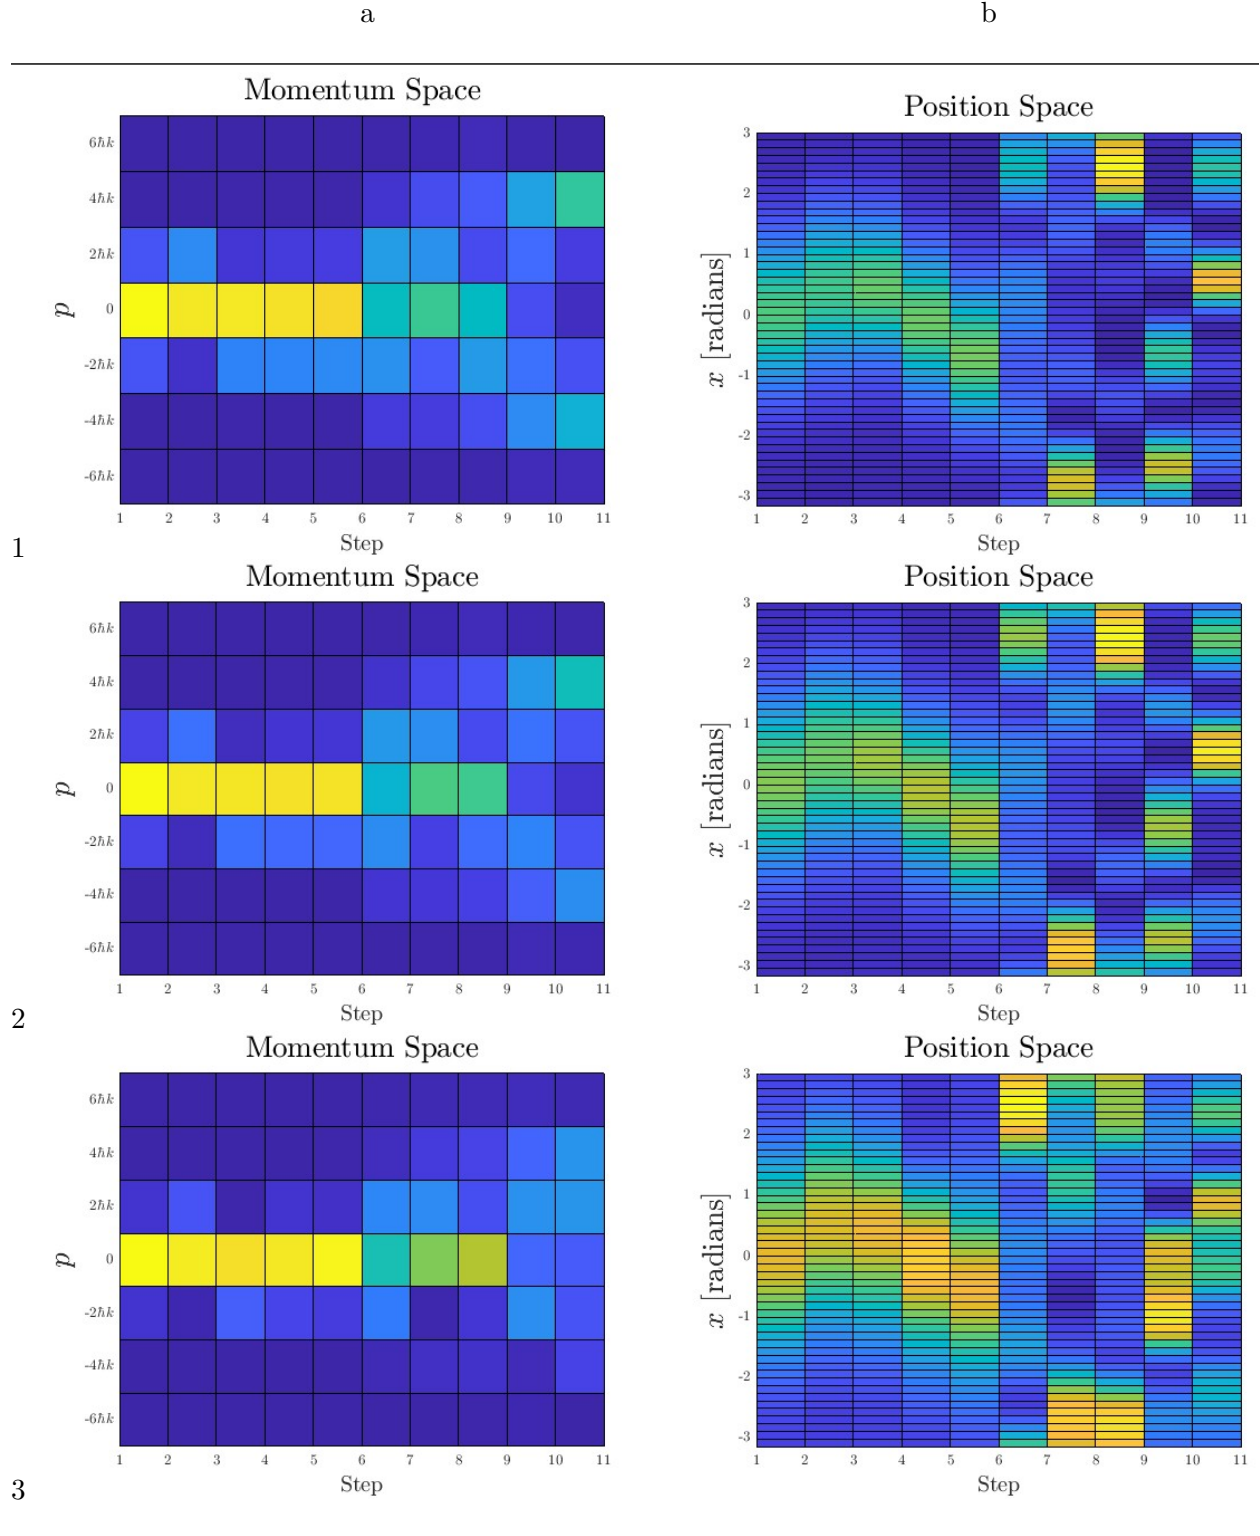 a b
Momentum Space
6ħk
4ħk
2ħk
0
-2ħk
-4ħk
-6ħk
p
1 2 3 4 5 6 7 8 9 10 11
Step
Position Space
3
2
1
0
-1
-2
-3
x [radians]
1 2 3 4 5 6 7 8 9 10 11
Step
1
Momentum Space
6ħk
4ħk
2ħk
0
-2ħk
-4ħk
-6ħk
p
1 2 3 4 5 6 7 8 9 10 11
Step
Position Space
3
2
1
0
-1
-2
-3
x [radians]
1 2 3 4 5 6 7 8 9 10 11
Step
2
Momentum Space
6ħk
4ħk
2ħk
0
-2ħk
-4ħk
-6ħk
p
1 2 3 4 5 6 7 8 9 10 11
Step
Position Space
3
2
1
0
-1
-2
-3
x [radians]
1 2 3 4 5 6 7 8 9 10 11
Step
3